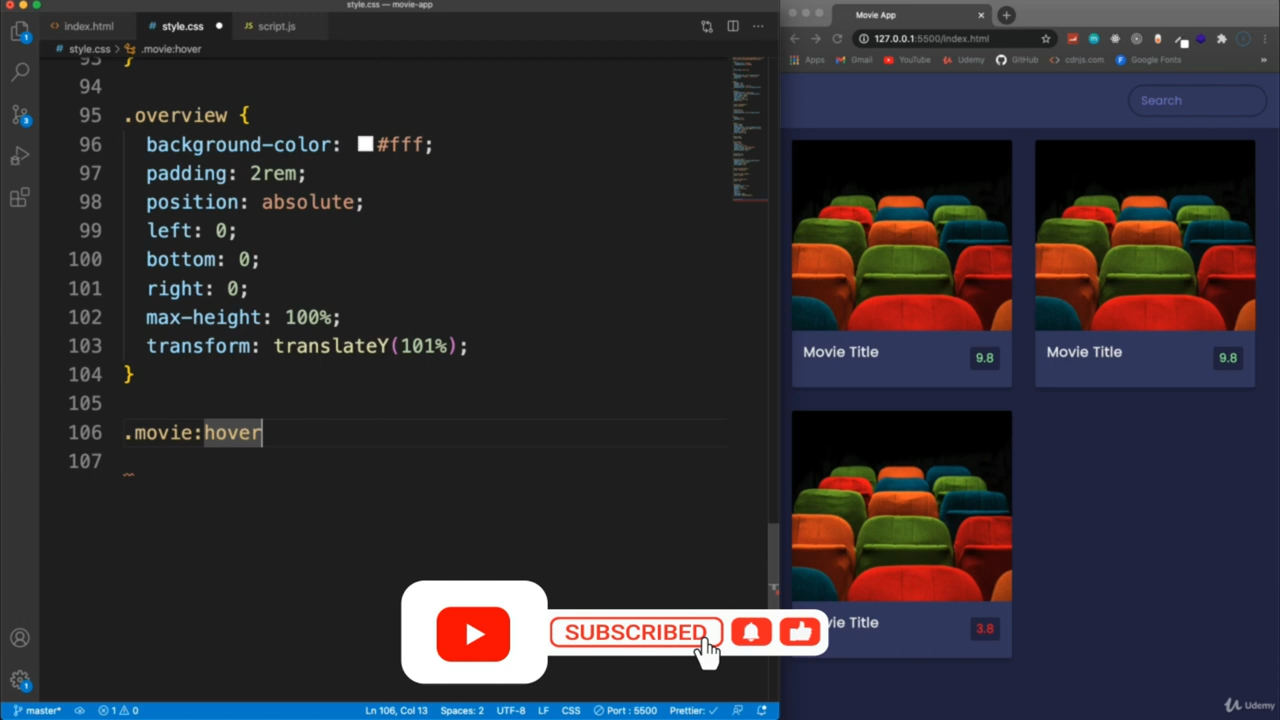 style.css — movie-app
index.html
style.css
script.js
style.css > .movie:hover
93 }
94
95 .overview {
96 background-color: #fff;
97 padding: 2rem;
98 position: absolute;
99 left: 0;
100 bottom: 0;
101 right: 0;
102 max-height: 100%;
103 transform: translateY(101%);
104 }
105
106 .movie:hover
107
1
3
1
master* 1 0 Ln 106, Col 13 Spaces: 2 UTF-8 LF CSS Port : 5500 Prettier: ✓
Movie App
127.0.0.1:5500/index.html
Apps Gmail YouTube Udemy GitHub cdnjs.com Google Fonts »
Search
Movie Title 9.8
Movie Title 9.8
vie Title 3.8
SUBSCRIBED
Udemy